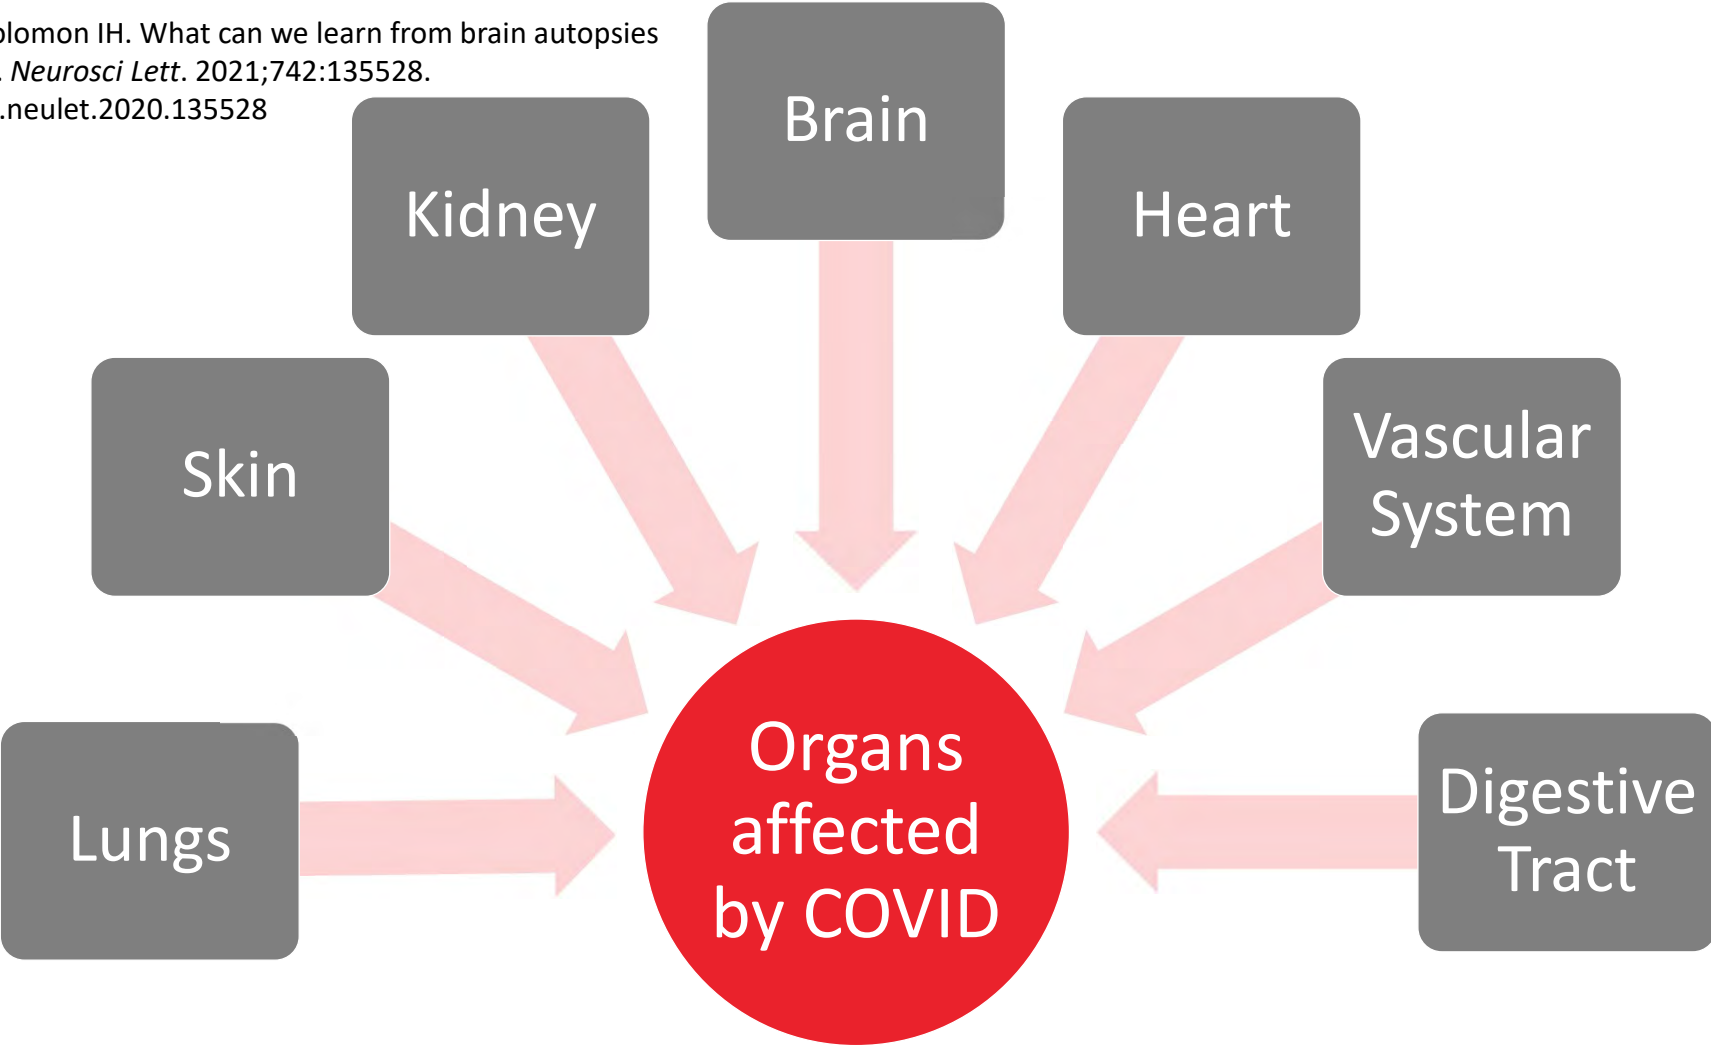 olomon IH. What can we learn from brain autopsies
. Neurosci Lett. 2021;742:135528.
.neulet.2020.135528
Brain
Kidney
Heart
Skin
Vascular
System
Lungs
Digestive
Tract
Organs
affected
by COVID